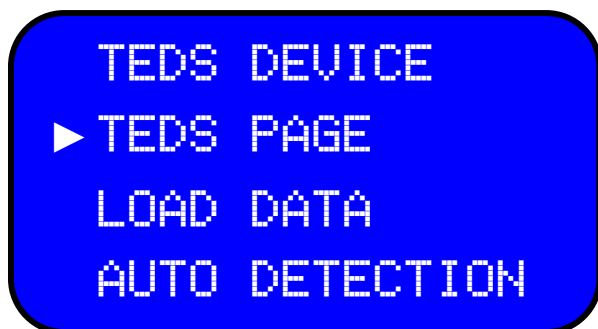 TEDS DEVICE
►TEDS PAGE
LOAD DATA
AUTO DETECTION